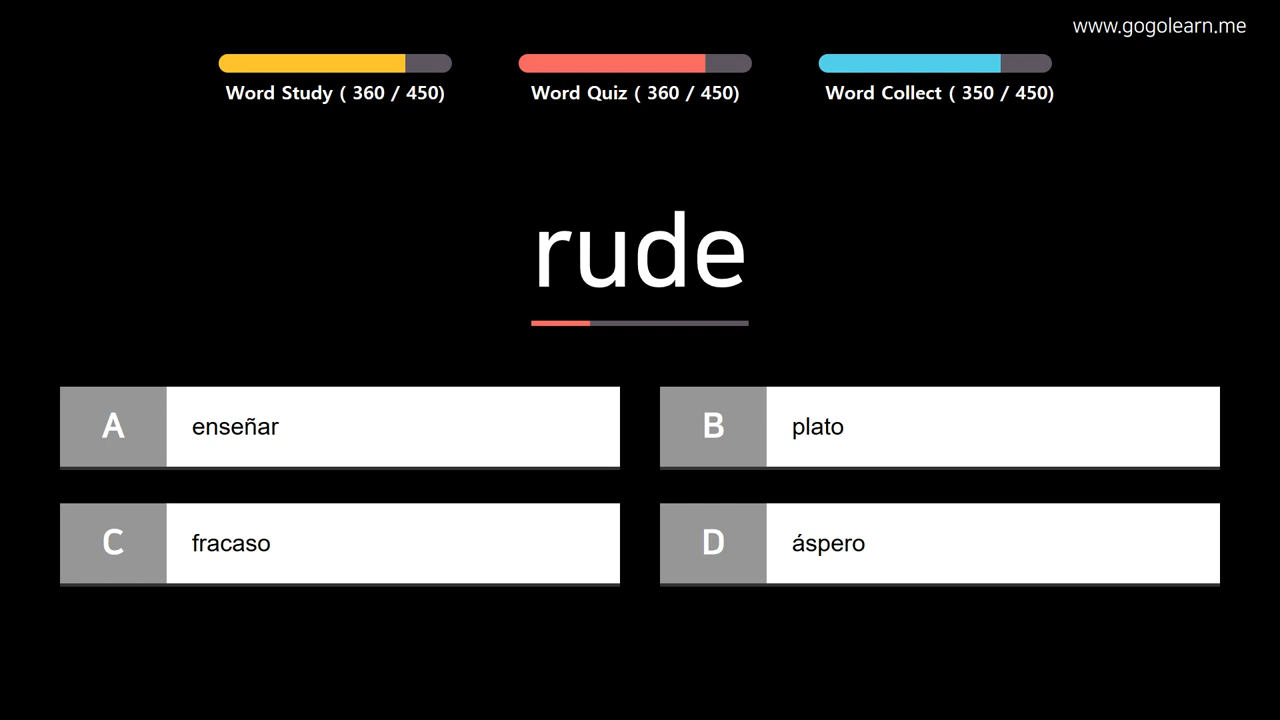 www.gogolearn.me
Word Study ( 360 / 450)
Word Quiz ( 360 / 450)
Word Collect ( 350 / 450)
rude
A enseñar
B plato
C fracaso
D áspero